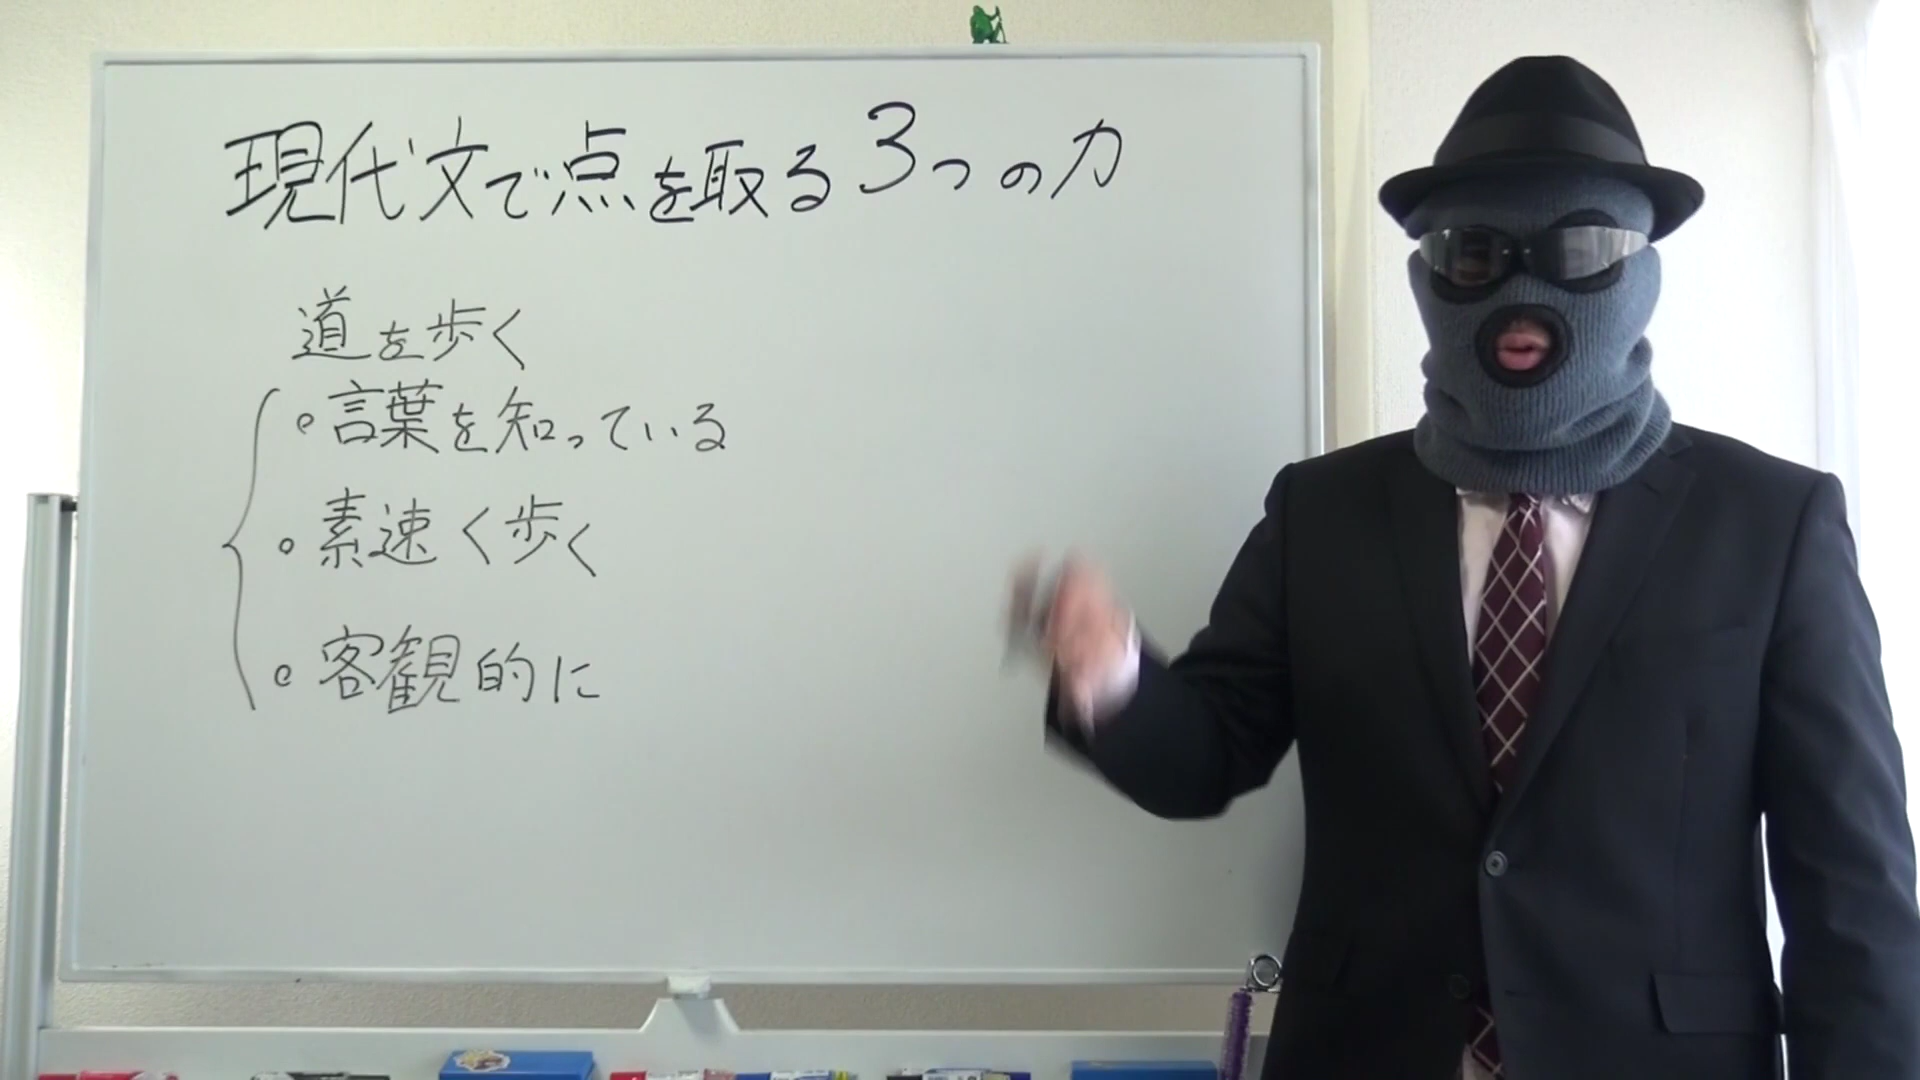 現代文で点を取る3つの力
道を歩く
言葉を知っている
素速く歩く
客観的に